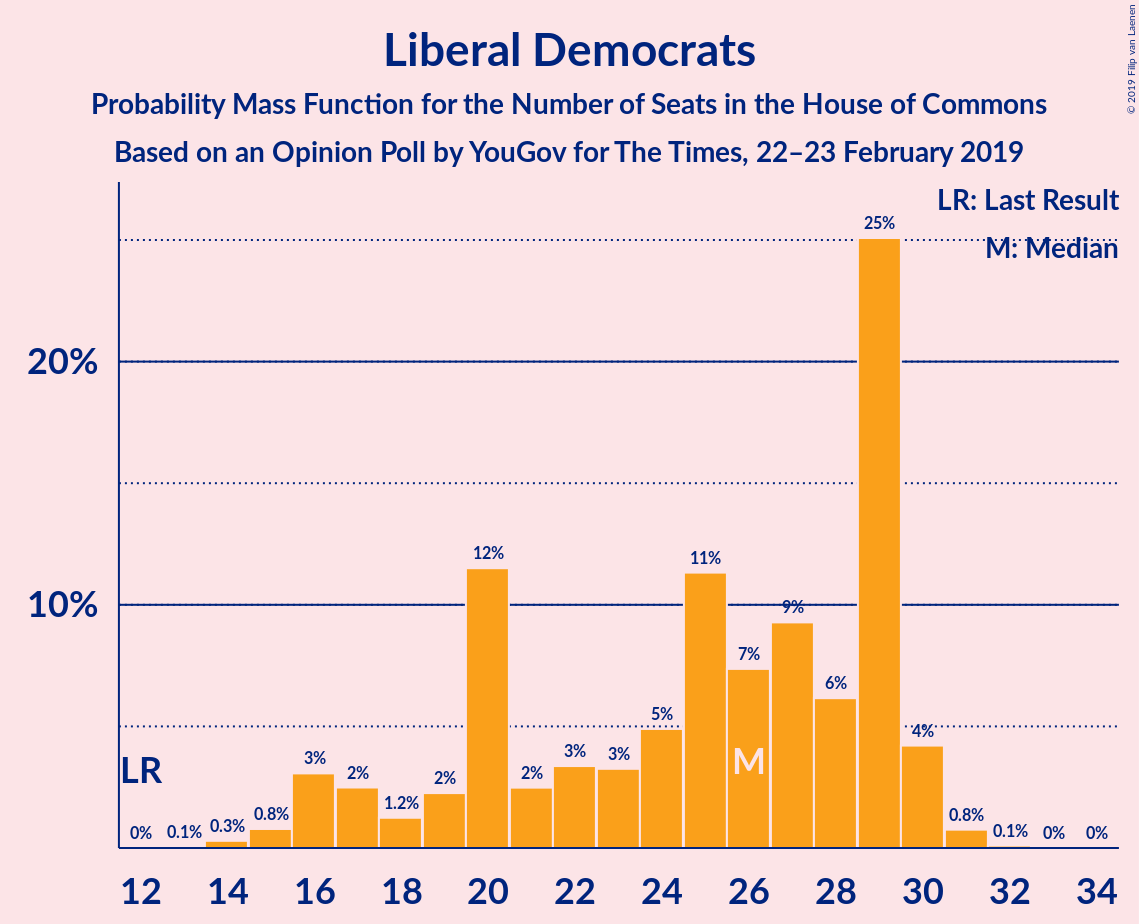 Liberal Democrats
Probability Mass Function for the Number of Seats in the House of Commons
Based on an Opinion Poll by YouGov for The Times, 22–23 February 2019
© 2019 Filip van Laenen
LR: Last Result
M: Median
20%
10%
LR
M
0%
0.1%
0.3%
0.8%
3%
2%
1.2%
2%
12%
2%
3%
3%
5%
11%
7%
9%
6%
25%
4%
0.8%
0.1%
0%
0%
12 14 16 18 20 22 24 26 28 30 32 34